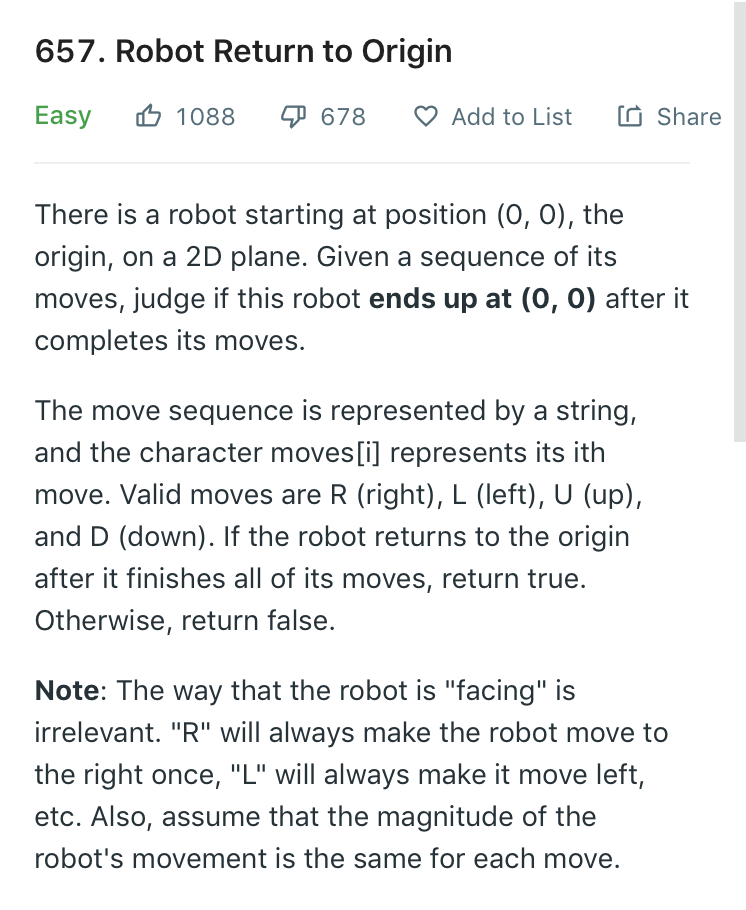 657. Robot Return to Origin
Easy 1088 678 Add to List Share
There is a robot starting at position (0, 0), the
origin, on a 2D plane. Given a sequence of its
moves, judge if this robot ends up at (0, 0) after it
completes its moves.
The move sequence is represented by a string,
and the character moves[i] represents its ith
move. Valid moves are R (right), L (left), U (up),
and D (down). If the robot returns to the origin
after it finishes all of its moves, return true.
Otherwise, return false.
Note: The way that the robot is "facing" is
irrelevant. "R" will always make the robot move to
the right once, "L" will always make it move left,
etc. Also, assume that the magnitude of the
robot's movement is the same for each move.